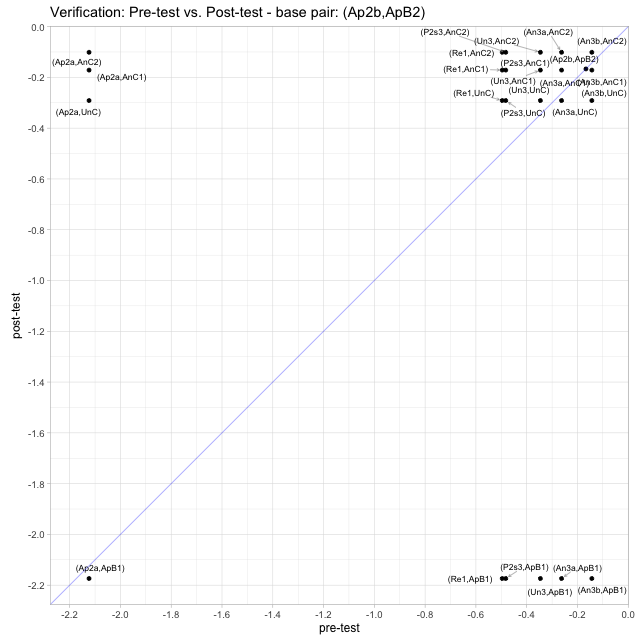 Verification: Pre-test vs. Post-test - base pair: (Ap2b,ApB2)
0.0
(P2s3,AnC2)
(An3a,AnC2)
(Un3,AnC2)
(An3b,AnC2)
(Re1,AnC2)
(Ap2a,AnC2)
(P2s3,AnC1)
(Ap2b,ApB2)
(Re1,AnC1)
(Ap2a,AnC1)
-0.2
(Un3,AnC1)
(An3a,AnC1)
(An3b,AnC1)
(Re1,UnC)
(Un3,UnC)
(An3b,UnC)
(Ap2a,UnC)
(P2s3,UnC)
(An3a,UnC)
-0.4
-0.6
-0.8
-1.0
-1.2
-1.4
-1.6
-1.8
-2.0
(Ap2a,ApB1)
(P2s3,ApB1)
(An3a,ApB1)
(Re1,ApB1)
-2.2
(Un3,ApB1)
(An3b,ApB1)
post-test
-2.2 -2.0 -1.8 -1.6 -1.4 -1.2 -1.0 -0.8 -0.6 -0.4 -0.2 0.0
pre-test